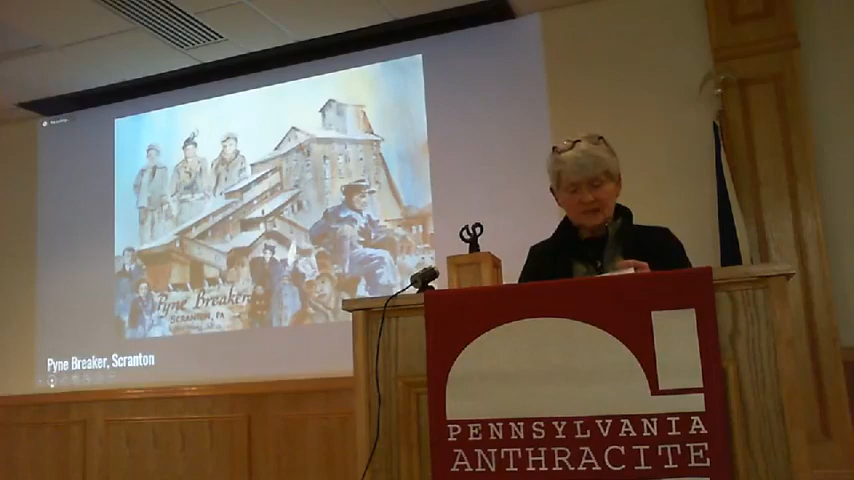 Pyne Breaker
SCRANTON, PA
Pyne Breaker, Scranton
PENNSYLVANIA
ANTHRACITE